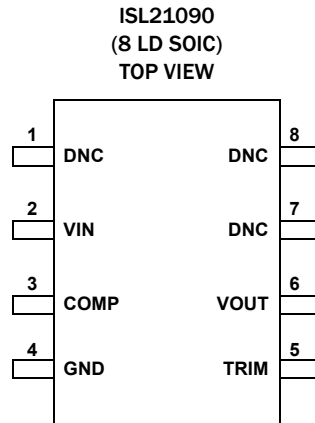 ISL21090
(8 LD SOIC)
TOP VIEW
1 8
DNC DNC
2 7
VIN DNC
3 6
COMP VOUT
4 5
GND TRIM